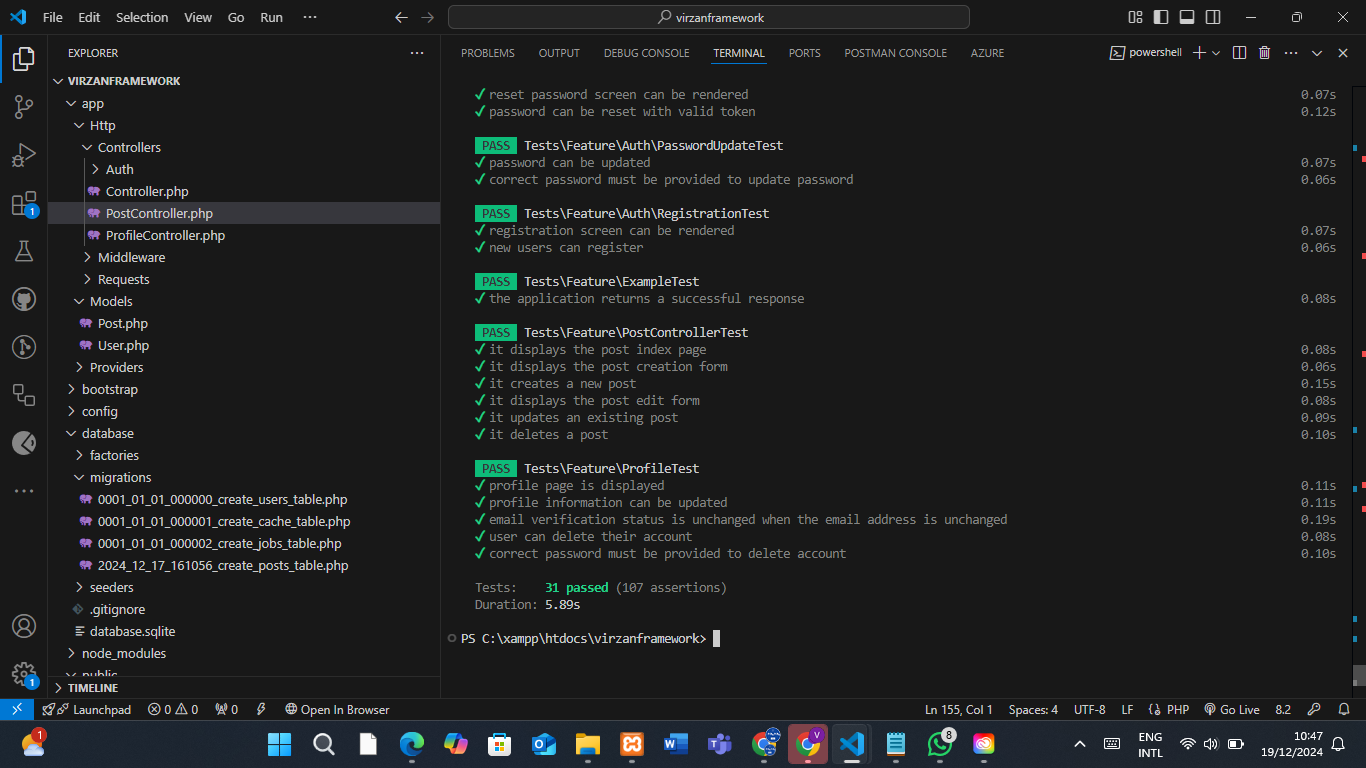 File Edit Selection View Go Run ··· virzanframework
EXPLORER ···
VIRZANFRAMEWORK
app
Http
Controllers
Auth
Controller.php
PostController.php
ProfileController.php
Middleware
Requests
Models
Post.php
User.php
Providers
bootstrap
config
database
factories
migrations
0001_01_01_000000_create_users_table.php
0001_01_01_000001_create_cache_table.php
0001_01_01_000002_create_jobs_table.php
2024_12_17_161056_create_posts_table.php
seeders
.gitignore
database.sqlite
node_modules
public
TIMELINE
1
1
PROBLEMS OUTPUT DEBUG CONSOLE TERMINAL PORTS POSTMAN CONSOLE AZURE powershell
✓ reset password screen can be rendered 0.07s
✓ password can be reset with valid token 0.12s
PASS Tests\Feature\Auth\PasswordUpdateTest
✓ password can be updated 0.07s
✓ correct password must be provided to update password 0.06s
PASS Tests\Feature\Auth\RegistrationTest
✓ registration screen can be rendered 0.07s
✓ new users can register 0.06s
PASS Tests\Feature\ExampleTest
✓ the application returns a successful response 0.08s
PASS Tests\Feature\PostControllerTest
✓ it displays the post index page 0.08s
✓ it displays the post creation form 0.06s
✓ it creates a new post 0.15s
✓ it displays the post edit form 0.08s
✓ it updates an existing post 0.09s
✓ it deletes a post 0.10s
PASS Tests\Feature\ProfileTest
✓ profile page is displayed 0.11s
✓ profile information can be updated 0.11s
✓ email verification status is unchanged when the email address is unchanged 0.19s
✓ user can delete their account 0.08s
✓ correct password must be provided to delete account 0.10s
Tests: 31 passed (107 assertions)
Duration: 5.89s
PS C:\xampp\htdocs\virzanframework>
Launchpad 0 0 0 Open In Browser Ln 155, Col 1 Spaces: 4 UTF-8 LF PHP Go Live 8.2
1 V 8 ENG INTL 10:47 19/12/2024